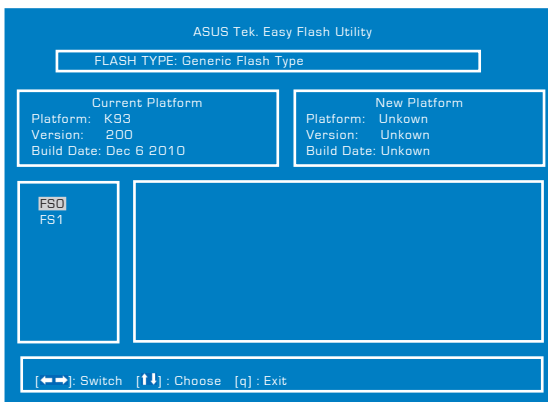 ASUS Tek. Easy Flash Utility
FLASH TYPE: Generic Flash Type
Current Platform
Platform: K93
Version: 200
Build Date: Dec 6 2010
New Platform
Platform: Unkown
Version: Unkown
Build Date: Unkown
FS0
FS1
[←→]: Switch [↑↓] : Choose [q] : Exit